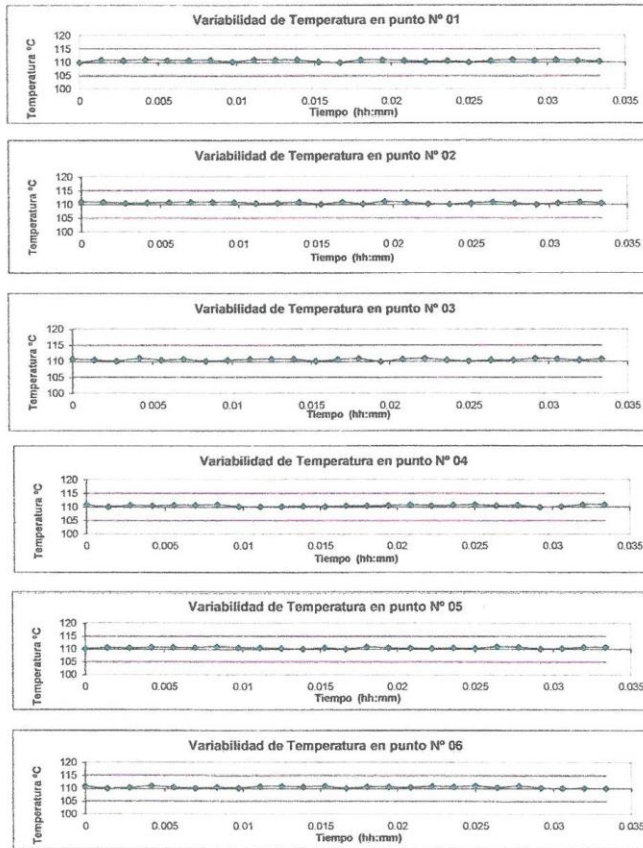 Variabilidad de Temperatura en punto Nº 01
Temperatura ºC
120
115
110
105
100
0 0.005 0.01 0.015 0.02 0.025 0.03 0.035
Tiempo (hh:mm)
Variabilidad de Temperatura en punto Nº 02
Temperatura ºC
120
115
110
105
100
0 0.005 0.01 0.015 0.02 0.025 0.03 0.035
Tiempo (hh:mm)
Variabilidad de Temperatura en punto Nº 03
Temperatura ºC
120
115
110
105
100
0 0.005 0.01 0.015 0.02 0.025 0.03 0.035
Tiempo (hh:mm)
Variabilidad de Temperatura en punto Nº 04
Temperatura ºC
120
115
110
105
100
0 0.005 0.01 0.015 0.02 0.025 0.03 0.035
Tiempo (hh:mm)
Variabilidad de Temperatura en punto Nº 05
Temperatura ºC
120
115
110
105
100
0 0.005 0.01 0.015 0.02 0.025 0.03 0.035
Tiempo (hh:mm)
Variabilidad de Temperatura en punto Nº 06
Temperatura ºC
120
115
110
105
100
0 0.005 0.01 0.015 0.02 0.025 0.03 0.035
Tiempo (hh:mm)